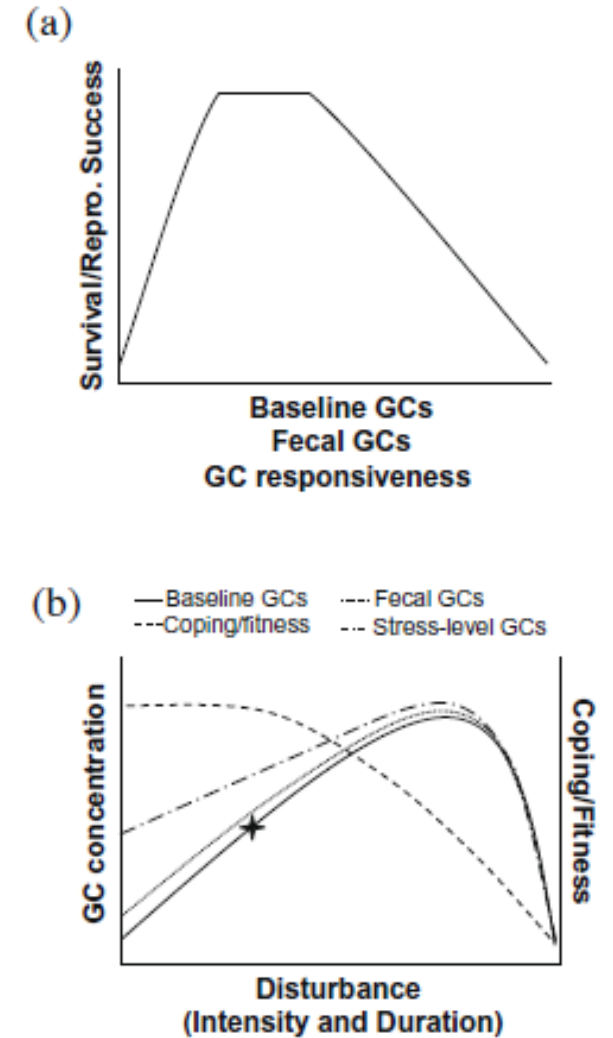 (a)
Survival/Repro. Success
Baseline GCs
Fecal GCs
GC responsiveness
(b)
Baseline GCs
Fecal GCs
Coping/fitness
Stress-level GCs
GC concentration
Coping/Fitness
Disturbance
(Intensity and Duration)